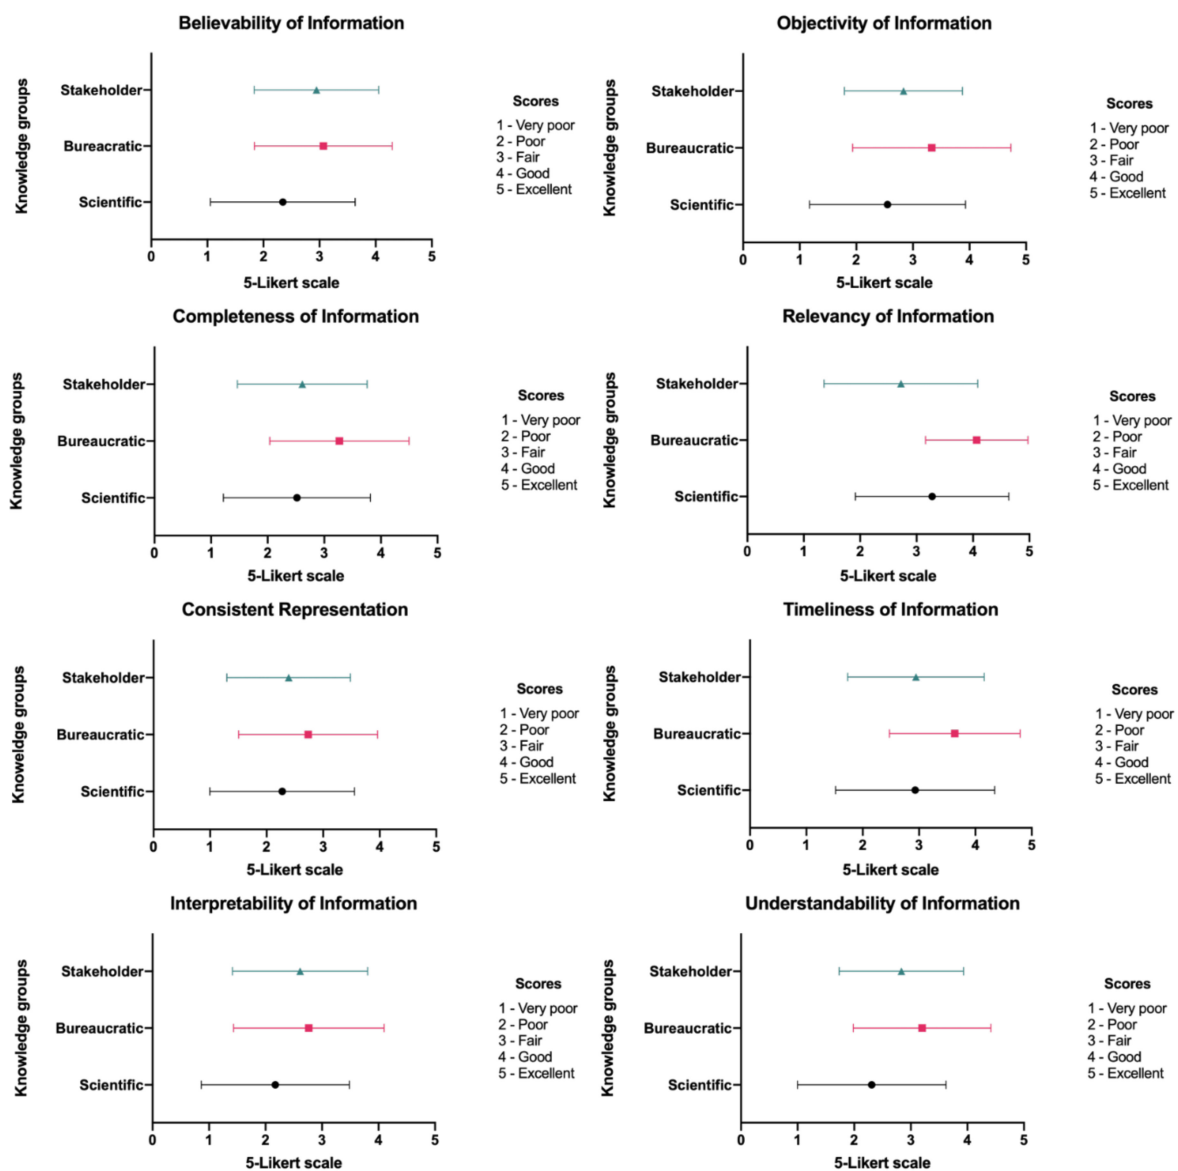 Believability of Information
Knowledge groups
Stakeholder
Bureacratic
Scientific
0 1 2 3 4 5
5-Likert scale
Scores
1 - Very poor
2 - Poor
3 - Fair
4 - Good
5 - Excellent
Objectivity of Information
Knowledge groups
Stakeholder
Bureaucratic
Scientific
0 1 2 3 4 5
5-Likert scale
Scores
1 - Very poor
2 - Poor
3 - Fair
4 - Good
5 - Excellent
Completeness of Information
Knowledge groups
Stakeholder
Bureaucratic
Scientific
0 1 2 3 4 5
5-Likert scale
Scores
1 - Very poor
2 - Poor
3 - Fair
4 - Good
5 - Excellent
Relevancy of Information
Knowledge groups
Stakeholder
Bureaucratic
Scientific
0 1 2 3 4 5
5-Likert scale
Scores
1 - Very poor
2 - Poor
3 - Fair
4 - Good
5 - Excellent
Consistent Representation
Knoweldge groups
Stakeholder
Bureaucratic
Scientific
0 1 2 3 4 5
5-Likert scale
Scores
1 - Very poor
2 - Poor
3 - Fair
4 - Good
5 - Excellent
Timeliness of Information
Knowledge groups
Stakeholder
Bureaucratic
Scientific
0 1 2 3 4 5
5-Likert scale
Scores
1 - Very poor
2 - Poor
3 - Fair
4 - Good
5 - Excellent
Interpretability of Information
Knowledge groups
Stakeholder
Bureaucratic
Scientific
0 1 2 3 4 5
5-Likert scale
Scores
1 - Very poor
2 - Poor
3 - Fair
4 - Good
5 - Excellent
Understandability of Information
Knowledge groups
Stakeholder
Bureaucratic
Scientific
0 1 2 3 4 5
5-Likert scale
Scores
1 - Very poor
2 - Poor
3 - Fair
4 - Good
5 - Excellent